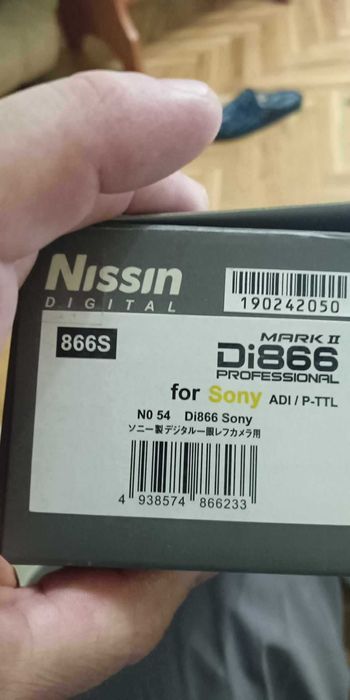 Nissin
DIGITAL
190242050
866S
MARK II
Di866
PROFESSIONAL
for Sony ADI / P-TTL
N0 54 Di866 Sony
ソニー製デジタル一眼レフカメラ用
4 938574 866233